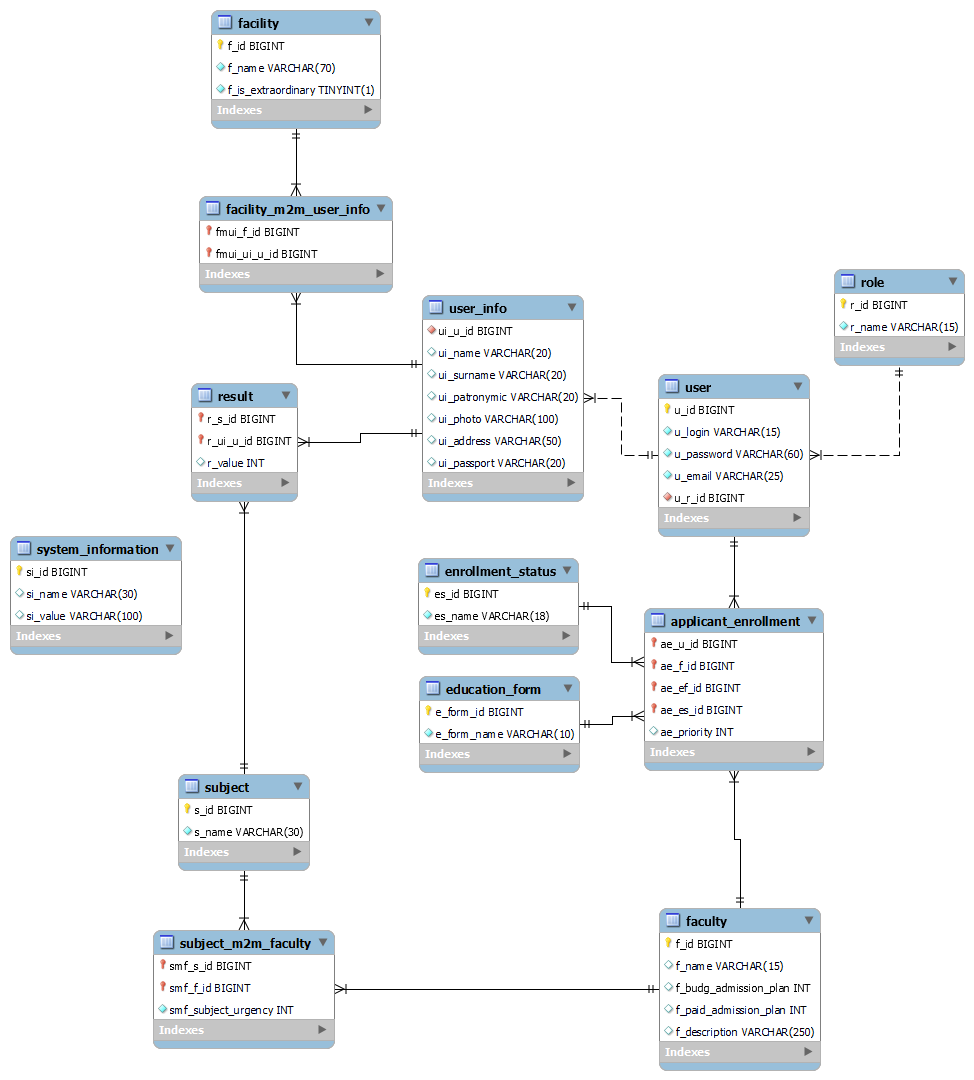 facility
f_id BIGINT
f_name VARCHAR(70)
f_is_extraordinary TINYINT(1)
Indexes
facility_m2m_user_info
fmui_f_id BIGINT
fmui_ui_u_id BIGINT
Indexes
user_info
ui_u_id BIGINT
ui_name VARCHAR(20)
ui_surname VARCHAR(20)
ui_patronymic VARCHAR(20)
ui_photo VARCHAR(100)
ui_address VARCHAR(50)
ui_passport VARCHAR(20)
Indexes
role
r_id BIGINT
r_name VARCHAR(15)
Indexes
result
r_s_id BIGINT
r_ui_u_id BIGINT
r_value INT
Indexes
user
u_id BIGINT
u_login VARCHAR(15)
u_password VARCHAR(60)
u_email VARCHAR(25)
u_r_id BIGINT
Indexes
system_information
si_id BIGINT
si_name VARCHAR(30)
si_value VARCHAR(100)
Indexes
enrollment_status
es_id BIGINT
es_name VARCHAR(18)
Indexes
applicant_enrollment
ae_u_id BIGINT
ae_f_id BIGINT
ae_ef_id BIGINT
ae_es_id BIGINT
ae_priority INT
Indexes
education_form
e_form_id BIGINT
e_form_name VARCHAR(10)
Indexes
subject
s_id BIGINT
s_name VARCHAR(30)
Indexes
subject_m2m_faculty
smf_s_id BIGINT
smf_f_id BIGINT
smf_subject_urgency INT
Indexes
faculty
f_id BIGINT
f_name VARCHAR(15)
f_budg_admission_plan INT
f_paid_admission_plan INT
f_description VARCHAR(250)
Indexes